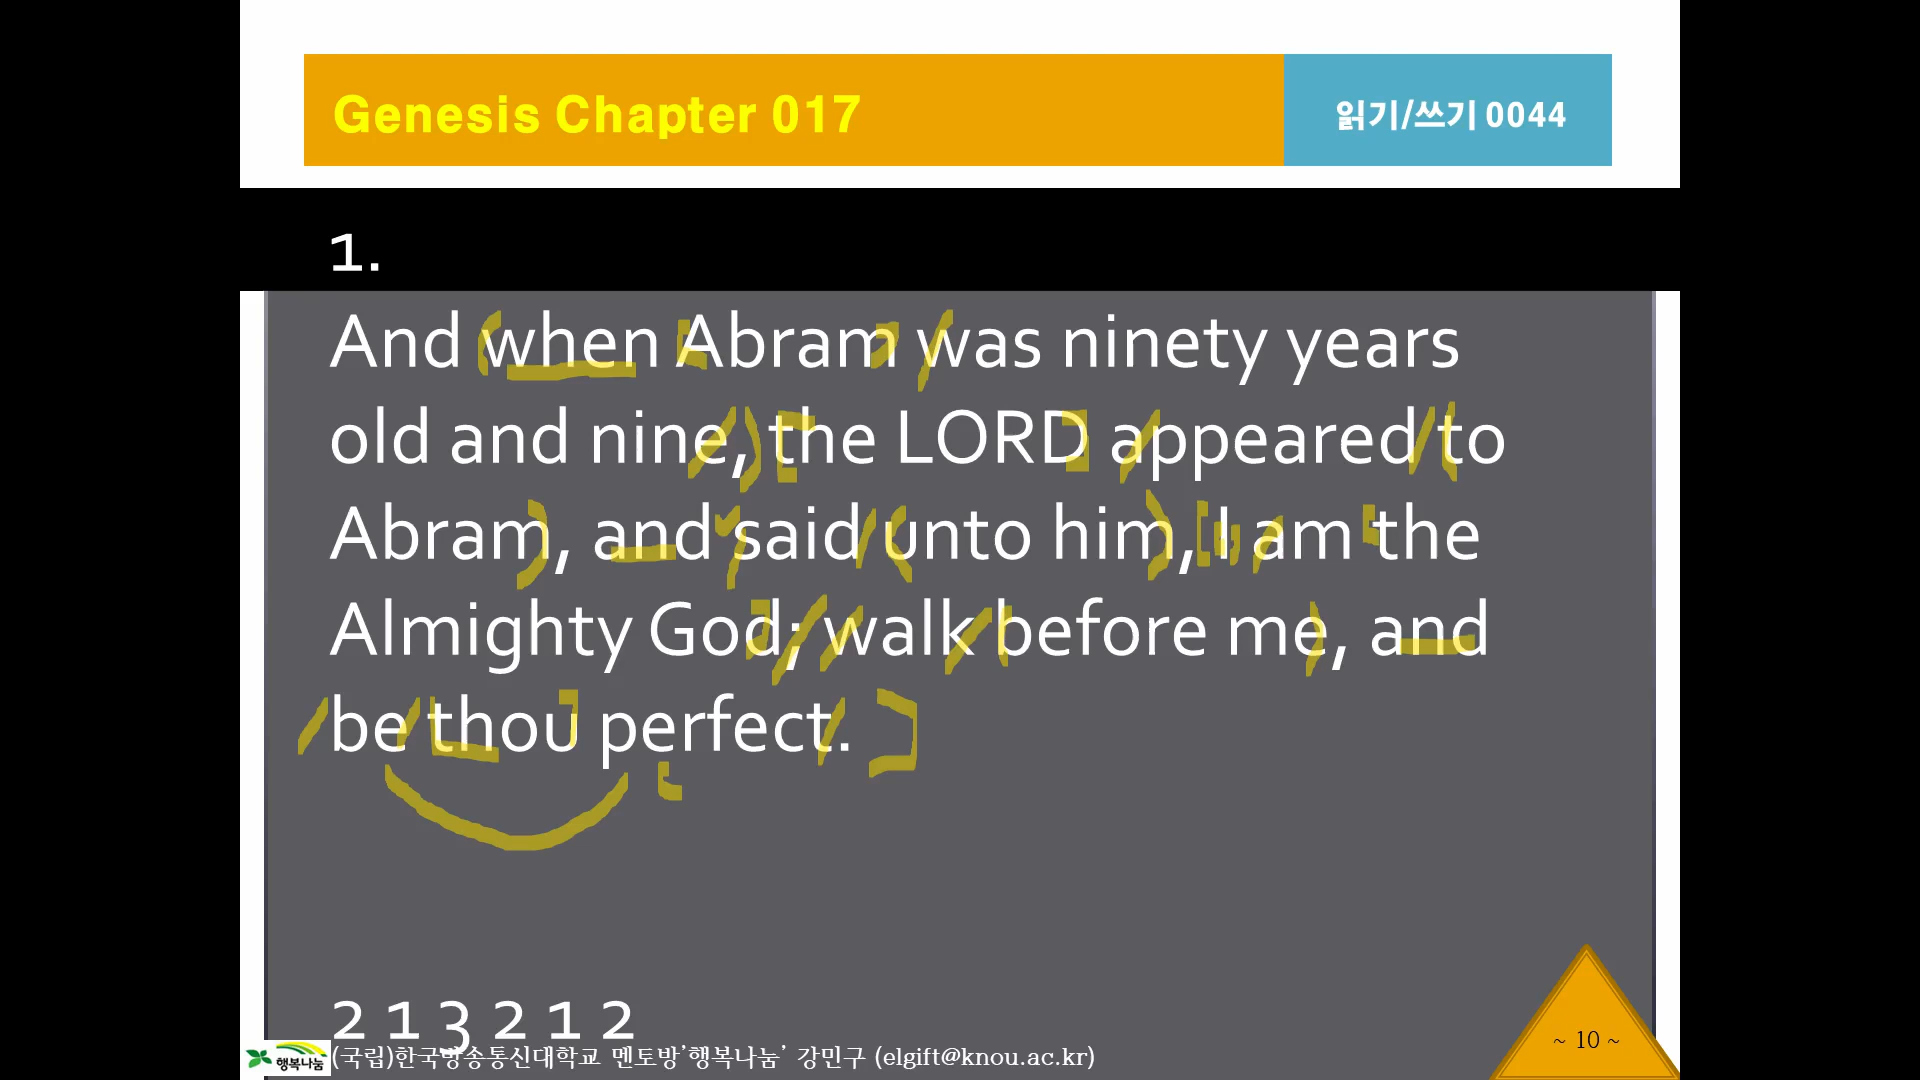 Genesis Chapter 017
읽기/쓰기 0044
1.
And when Abram was ninety years
old and nine, the LORD appeared to
Abram, and said unto him, I am the
Almighty God; walk before me, and
be thou perfect.
2 1 3 2 1 2
행복나눔
(국립)한국방송통신대학교 멘토방'행복나눔' 강민구 (elgift@knou.ac.kr)
~ 10 ~